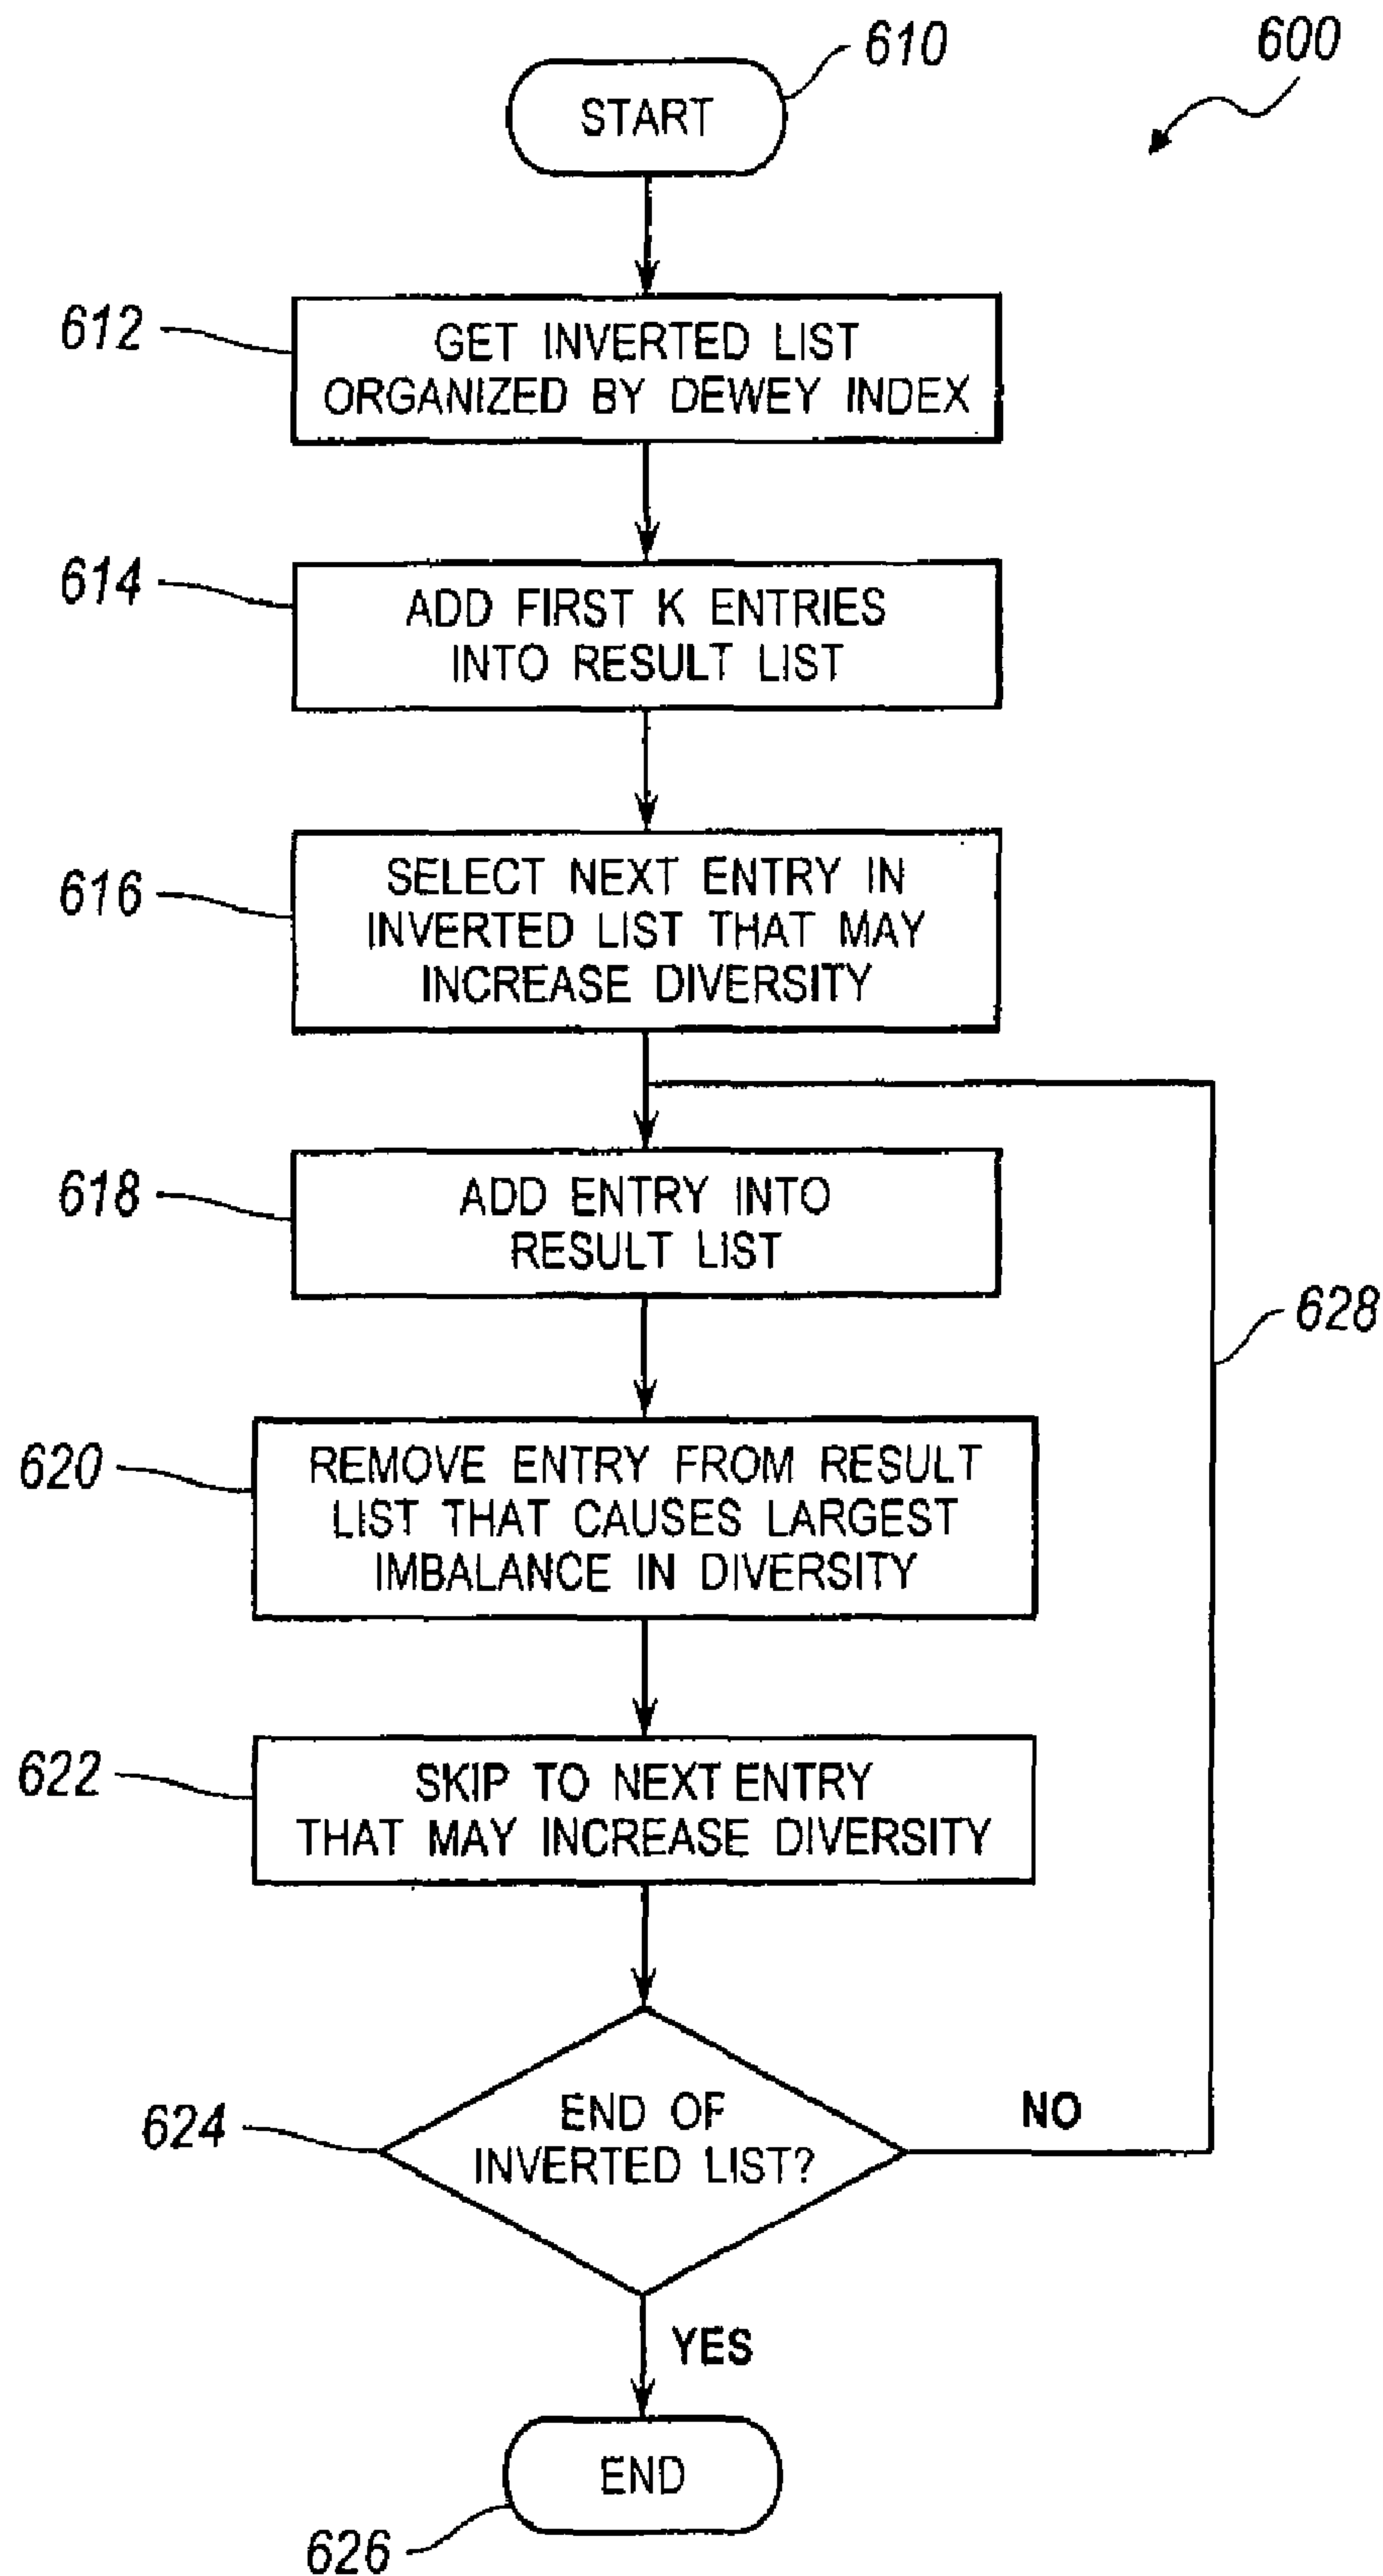 610
600
START
612
GET INVERTED LIST
ORGANIZED BY DEWEY INDEX
614
ADD FIRST K ENTRIES
INTO RESULT LIST
616
SELECT NEXT ENTRY IN
INVERTED LIST THAT MAY
INCREASE DIVERSITY
618
ADD ENTRY INTO
RESULT LIST
628
620
REMOVE ENTRY FROM RESULT
LIST THAT CAUSES LARGEST
IMBALANCE IN DIVERSITY
622
SKIP TO NEXT ENTRY
THAT MAY INCREASE DIVERSITY
624
END OF
INVERTED LIST?
NO
YES
END
626